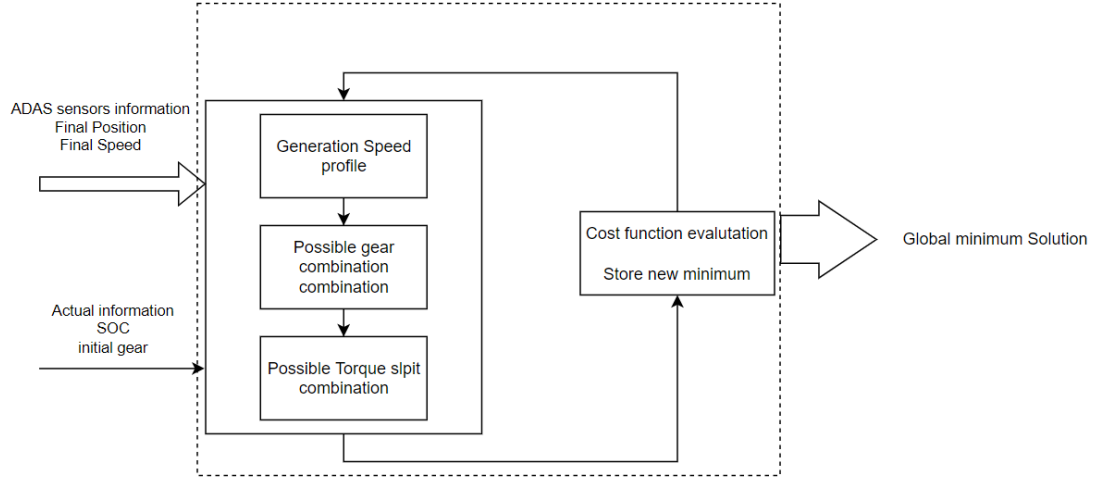 ADAS sensors information
Final Position
Final Speed
Actual information
SOC
initial gear
Generation Speed
profile
Possible gear
combination
combination
Possible Torque slpit
combination
Cost function evalutation
Store new minimum
Global minimum Solution